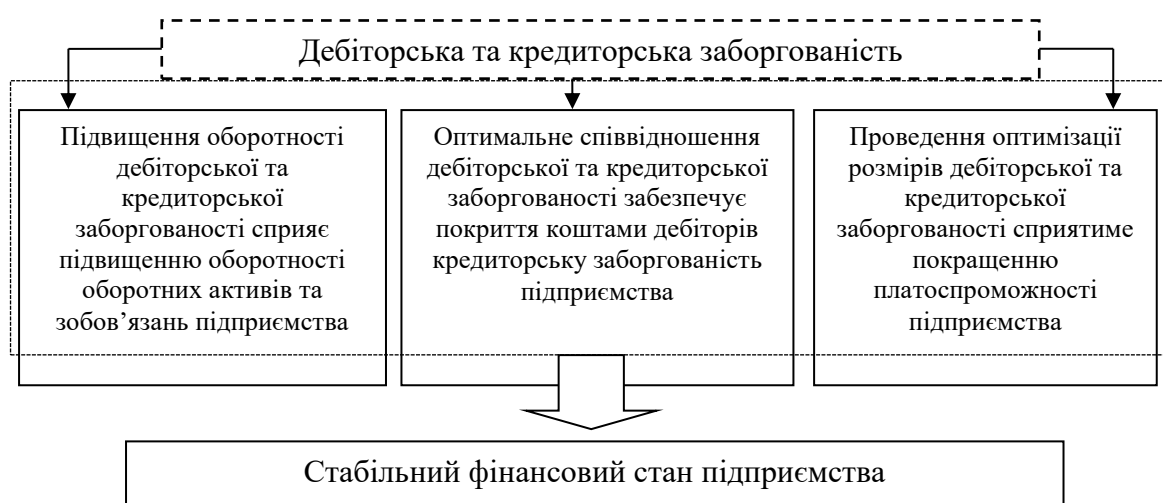 Дебіторська та кредиторська заборгованість
Підвищення оборотності
дебіторської та
кредиторської
заборгованості сприяє
підвищенню оборотності
оборотних активів та
зобов’язань підприємства
Оптимальне співвідношення
дебіторської та кредиторської
заборгованості забезпечує
покриття коштами дебіторів
кредиторську заборгованість
підприємства
Проведення оптимізації
розмірів дебіторської та
кредиторської
заборгованості сприятиме
покращенню
платоспроможності
підприємства
Стабільний фінансовий стан підприємства